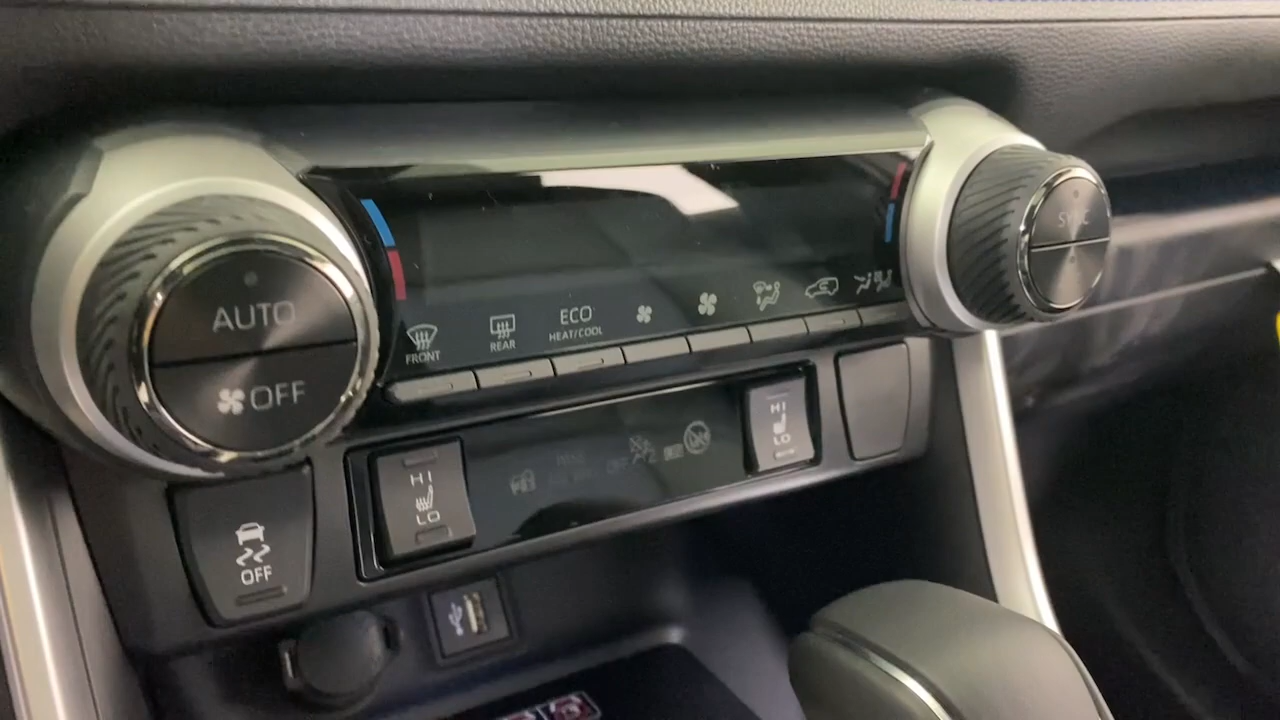 AUTO
OFF
SYNC
FRONT
REAR
ECO
HEAT/COOL
HI
LO
HI
LO
OFF